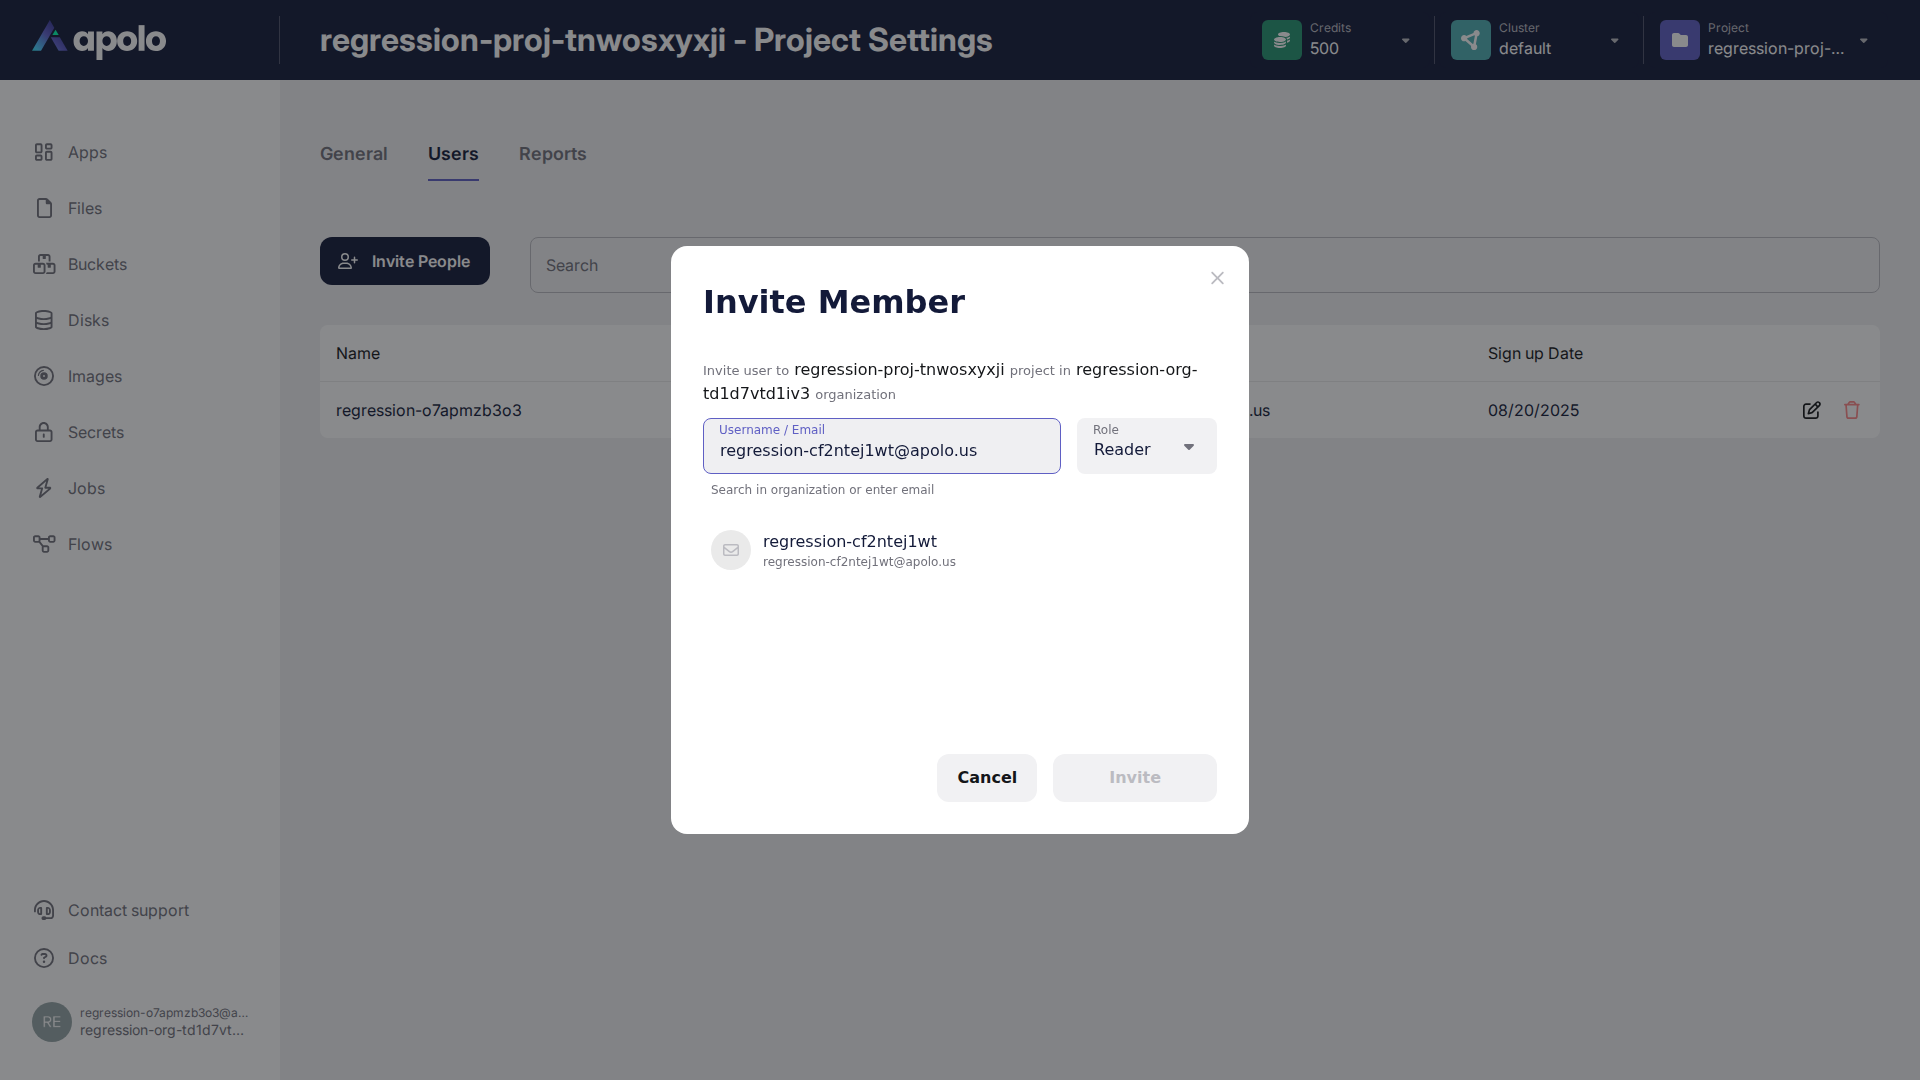 apolo
regression-proj-tnwosxyxji - Project Settings
Credits
500
Cluster
default
Project
regression-proj-...
Apps
Files
Buckets
Disks
Images
Secrets
Jobs
Flows
Contact support
Docs
RE
regression-o7apmzb3o3@a...
regression-org-td1d7vt...
General
Users
Reports
Invite People
Search
Name
Sign up Date
regression-o7apmzb3o3
.us
08/20/2025
Invite Member
Invite user to regression-proj-tnwosxyxji project in regression-org-
td1d7vtd1iv3 organization
Username / Email
regression-cf2ntej1wt@apolo.us
Role
Reader
Search in organization or enter email
regression-cf2ntej1wt
regression-cf2ntej1wt@apolo.us
Cancel
Invite